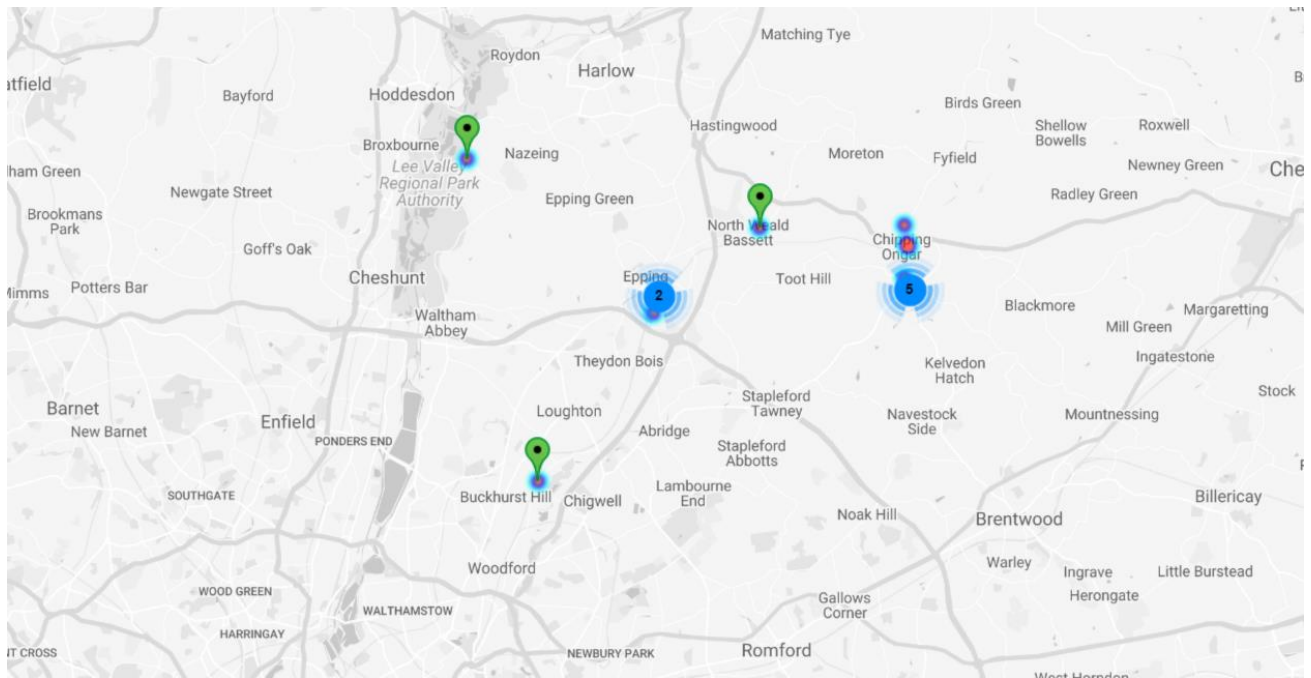 Matching Tye
Roydon
Harlow
atfield
Bayford
Hoddesdon
Birds Green
Hastingwood
Shellow
Bowells
Roxwell
Broxbourne
Nazeing
Moreton
Fyfield
Lee Valley
Regional Park
Authority
Newney Green
Che
ham Green
Newgate Street
Epping Green
Radley Green
Brookmans
Park
North Weald
Bassett
Chipping
Ongar
Goff's Oak
Cheshunt
Epping
Toot Hill
Mimms
Potters Bar
2
5
Blackmore
Margaretting
Waltham
Abbey
Mill Green
Theydon Bois
Kelvedon
Hatch
Ingatestone
Stapleford
Tawney
Stock
Barnet
Loughton
Navestock
Side
Mountnessing
Enfield
New Barnet
PONDERS END
Abridge
Stapleford
Abbotts
SOUTHGATE
Buckhurst Hill
Chigwell
Lambourne
End
Billericay
Noak Hill
Brentwood
Woodford
Warley
Ingrave
Little Burstead
WOOD GREEN
Herongate
WALTHAMSTOW
Gallows
Corner
HARRINGAY
NT CROSS
NEWBURY PARK
Romford
West Horndon